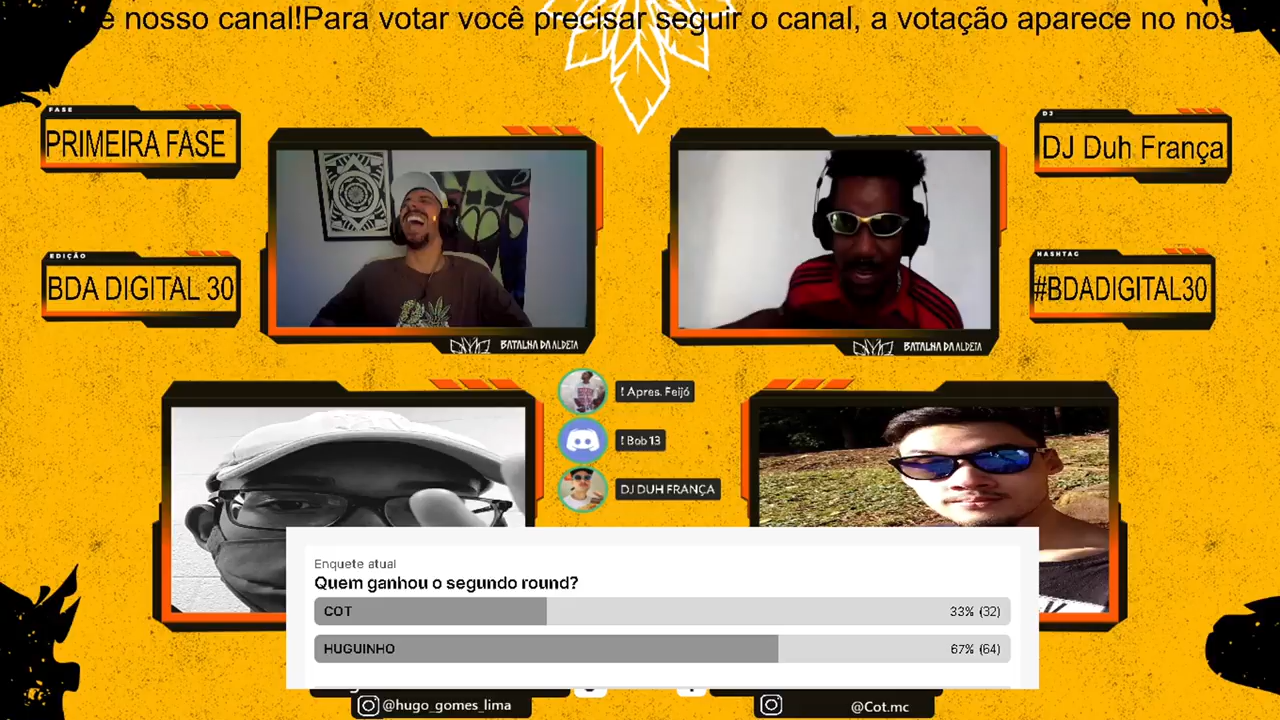 e nosso canal!Para votar você precisar seguir o canal, a votação aparece no nos
FASE
PRIMEIRA FASE
DJ
DJ Duh França
EDIÇÃO
BDA DIGITAL 30
HASHTAG
#BDADIGITAL30
BATALHA DA ALDEIA
BATALHA DA ALDEIA
! Apres. Feijó
! Bob 13
DJ DUH FRANÇA
Enquete atual
Quem ganhou o segundo round?
COT 33% (32)
HUGUINHO 67% (64)
@hugo_gomes_lima
@Cot.mc